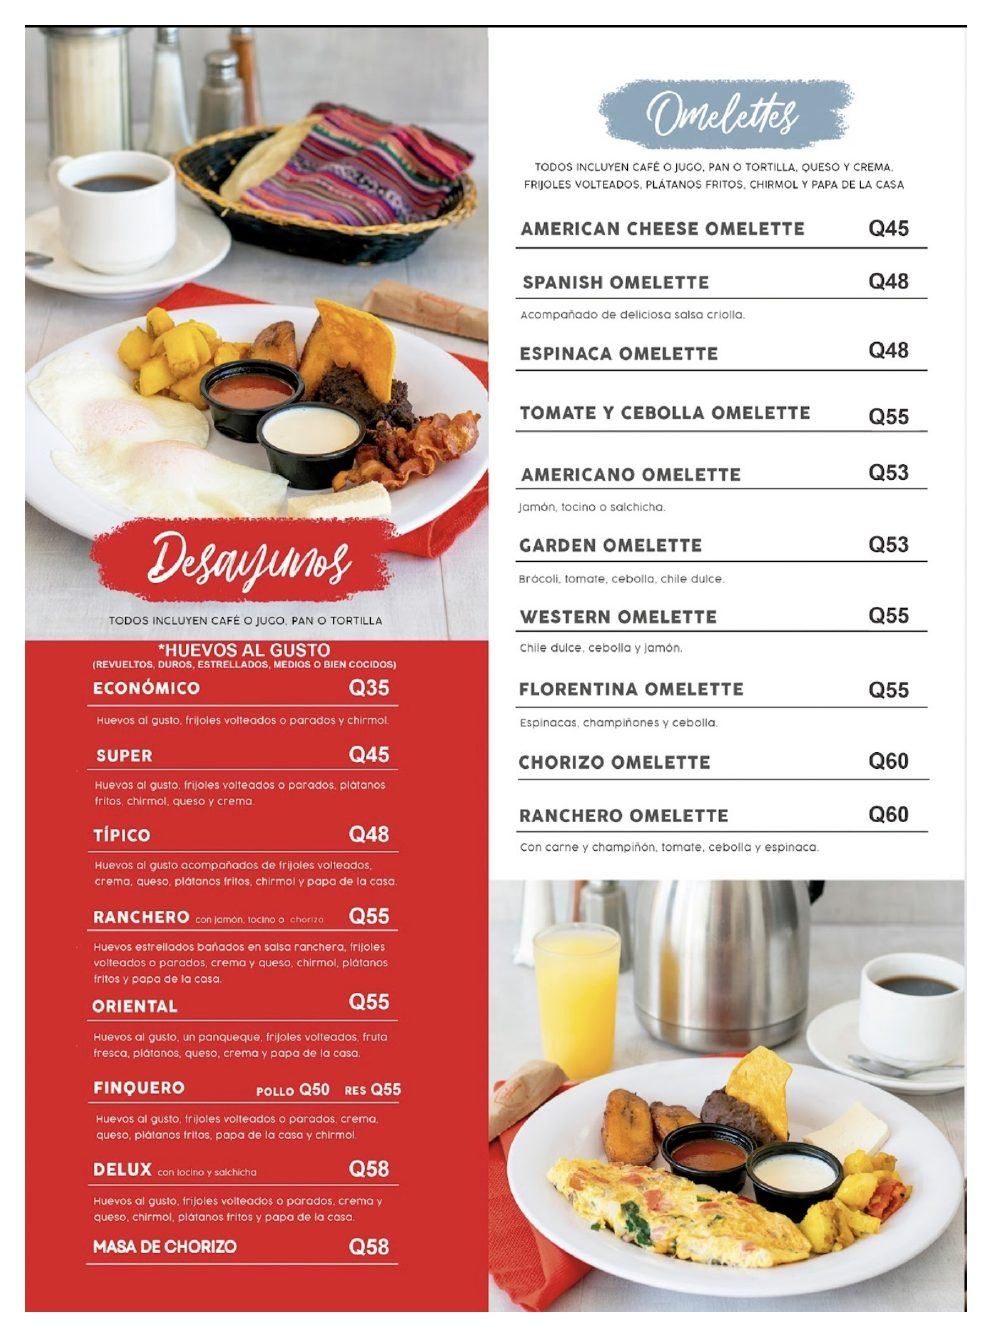 Desayunos
TODOS INCLUYEN CAFÉ O JUGO, PAN O TORTILLA
*HUEVOS AL GUSTO
(REVUELTOS, DUROS, ESTRELLADOS, MEDIOS O BIEN COCIDOS)
ECONÓMICO Q35
Huevos al gusto, frijoles volteados o parados y chirmol.
SUPER Q45
Huevos al gusto, frijoles volteados o parados, plátanos
fritos, chirmol, queso y crema.
TÍPICO Q48
Huevos al gusto acompañados de frijoles volteados,
crema, queso, plátanos fritos, chirmol y papa de la casa.
RANCHERO con jamón, tocino o chorizo Q55
Huevos estrellados bañados en salsa ranchera, frijoles
volteados o parados, crema y queso, chirmol, plátanos
fritos y papa de la casa.
ORIENTAL Q55
Huevos al gusto, un panqueque, frijoles volteados, fruta
fresca, plátanos, queso, crema y papa de la casa.
FINQUERO POLLO Q50 RES Q55
Huevos al gusto, frijoles volteados o parados, crema,
queso, plátanos fritos, papa de la casa y chirmol.
DELUX con tocino y salchicha Q58
Huevos al gusto, frijoles volteados o parados, crema y
queso, chirmol, plátanos fritos y papa de la casa.
MASA DE CHORIZO Q58
Omelettes
TODOS INCLUYEN CAFÉ O JUGO, PAN O TORTILLA, QUESO Y CREMA,
FRIJOLES VOLTEADOS, PLÁTANOS FRITOS, CHIRMOL Y PAPA DE LA CASA
AMERICAN CHEESE OMELETTE Q45
SPANISH OMELETTE Q48
Acompañado de deliciosa salsa criolla.
ESPINACA OMELETTE Q48
TOMATE Y CEBOLLA OMELETTE Q55
AMERICANO OMELETTE Q53
Jamón, tocino o salchicha.
GARDEN OMELETTE Q53
Brócoli, tomate, cebolla, chile dulce.
WESTERN OMELETTE Q55
Chile dulce, cebolla y jamón.
FLORENTINA OMELETTE Q55
Espinacas, champiñones y cebolla.
CHORIZO OMELETTE Q60
RANCHERO OMELETTE Q60
Con carne y champiñón, tomate, cebolla y espinaca.